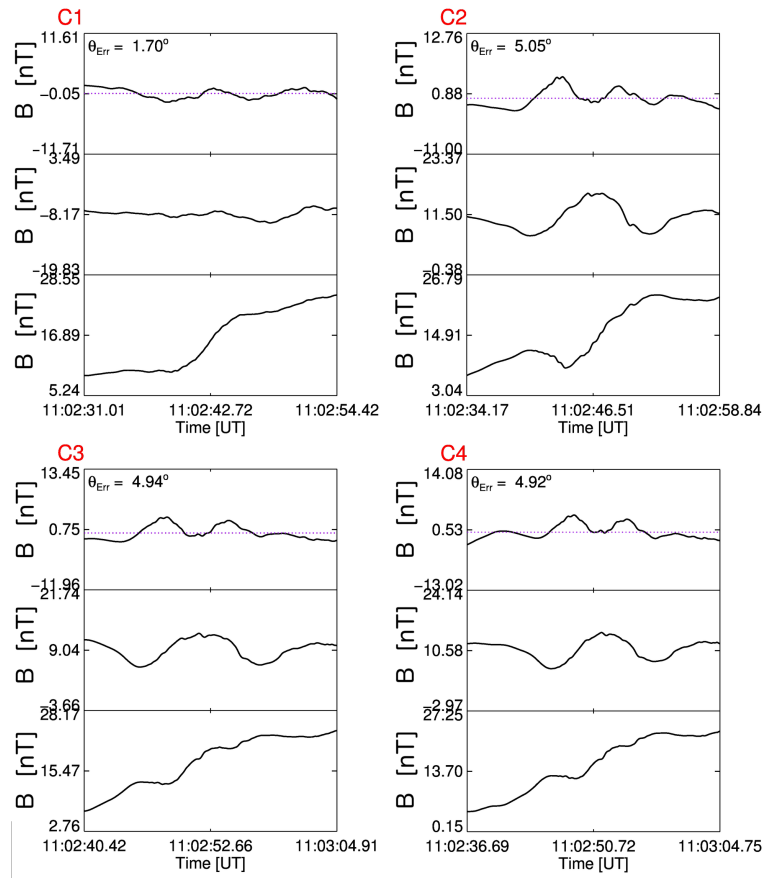 C1
θErr = 1.70°
B [nT]
11.61
-0.05
-11.71
B [nT]
3.49
-8.17
-19.83
B [nT]
28.55
16.89
5.24
11:02:31.01 11:02:42.72 11:02:54.42
Time [UT]
C2
θErr = 5.05°
B [nT]
12.76
0.88
-11.00
B [nT]
23.37
11.50
-0.38
B [nT]
26.79
14.91
3.04
11:02:34.17 11:02:46.51 11:02:58.84
Time [UT]
C3
θErr = 4.94°
B [nT]
13.45
0.75
-11.96
B [nT]
21.74
9.04
-3.66
B [nT]
28.17
15.47
2.76
11:02:40.42 11:02:52.66 11:03:04.91
Time [UT]
C4
θErr = 4.92°
B [nT]
14.08
0.53
-13.02
B [nT]
24.14
10.58
-2.97
B [nT]
27.25
13.70
0.15
11:02:36.69 11:02:50.72 11:03:04.75
Time [UT]